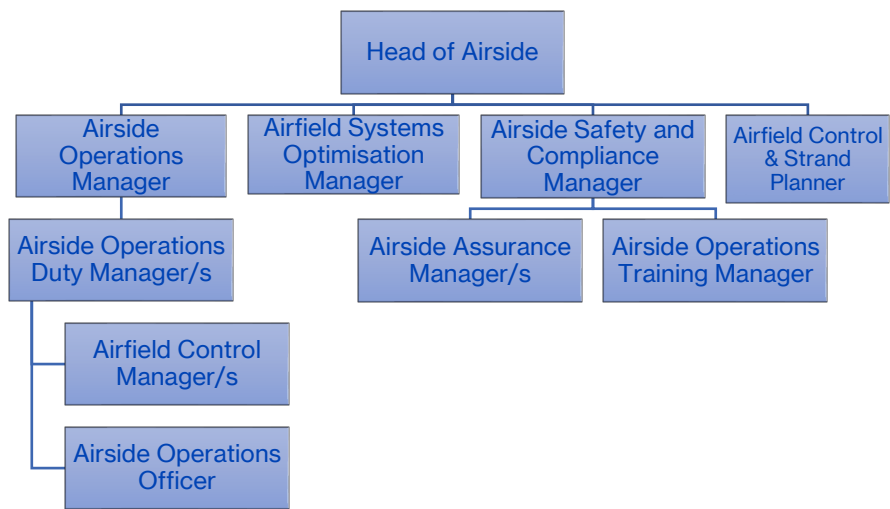 Head of Airside
Airside
Operations
Manager
Airfield Systems
Optimisation
Manager
Airside Safety and
Compliance
Manager
Airfield Control
& Strand
Planner
Airside Operations
Duty Manager/s
Airside Assurance
Manager/s
Airside Operations
Training Manager
Airfield Control
Manager/s
Airside Operations
Officer